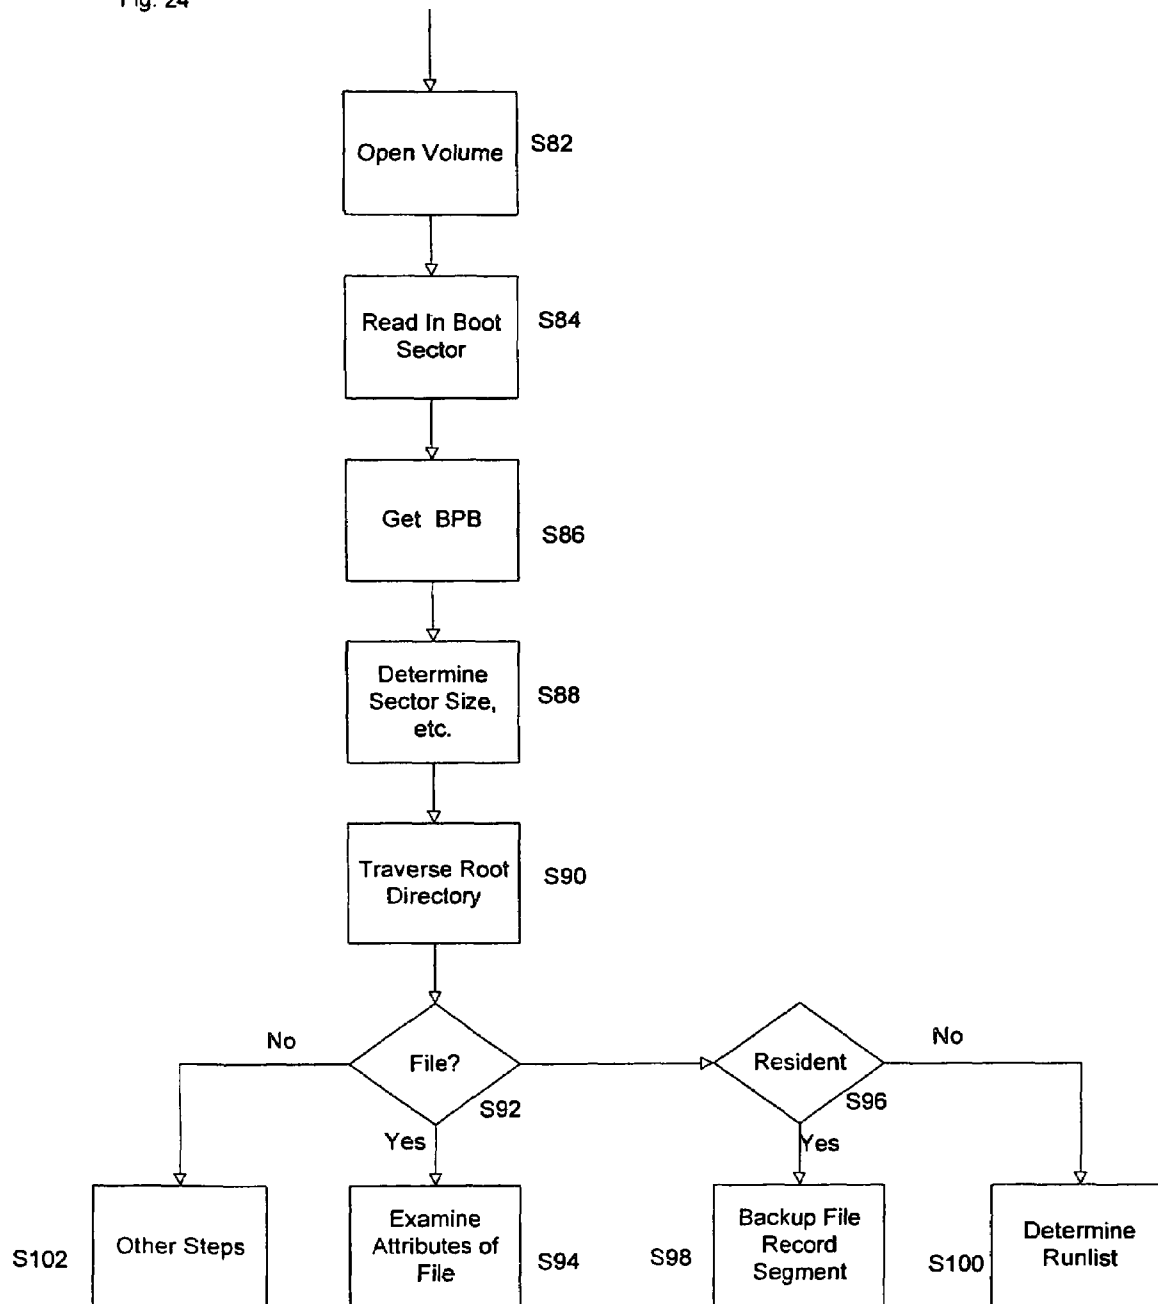 Fig. 24
Open Volume
S82
Read In Boot
Sector
S84
Get BPB
S86
Determine
Sector Size,
etc.
S88
Traverse Root
Directory
S90
No
File?
S92
Yes
Resident
No
S96
Yes
S102
Other Steps
Examine
Attributes of
File
S94
S98
Backup File
Record
Segment
S100
Determine
Runlist